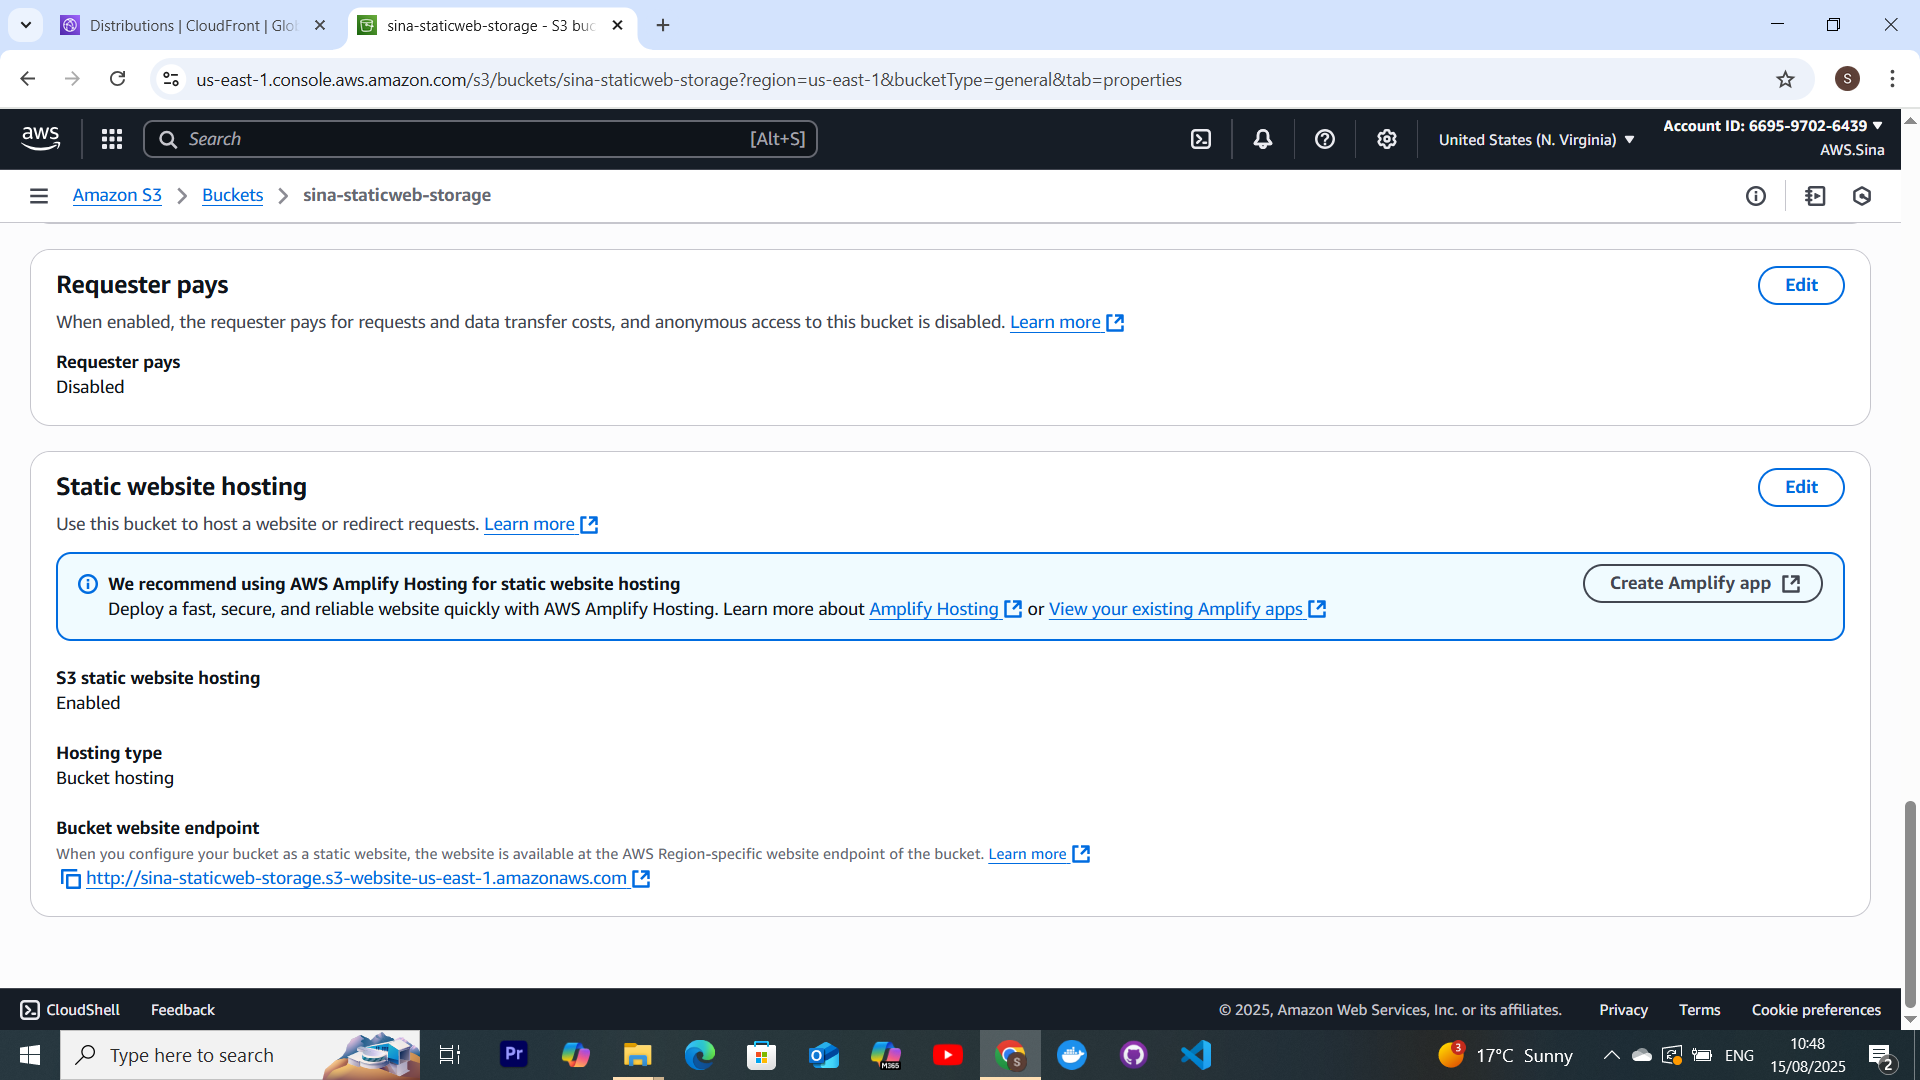 Distributions | CloudFront | Glo
sina-staticweb-storage - S3 buc
us-east-1.console.aws.amazon.com/s3/buckets/sina-staticweb-storage?region=us-east-1&bucketType=general&tab=properties
S
aws
Search
[Alt+S]
United States (N. Virginia)
Account ID: 6695-9702-6439
AWS.Sina
Amazon S3
Buckets
sina-staticweb-storage
Requester pays
Edit
When enabled, the requester pays for requests and data transfer costs, and anonymous access to this bucket is disabled. Learn more
Requester pays
Disabled
Static website hosting
Edit
Use this bucket to host a website or redirect requests. Learn more
We recommend using AWS Amplify Hosting for static website hosting
Create Amplify app
Deploy a fast, secure, and reliable website quickly with AWS Amplify Hosting. Learn more about Amplify Hosting or View your existing Amplify apps
S3 static website hosting
Enabled
Hosting type
Bucket hosting
Bucket website endpoint
When you configure your bucket as a static website, the website is available at the AWS Region-specific website endpoint of the bucket. Learn more
http://sina-staticweb-storage.s3-website-us-east-1.amazonaws.com
CloudShell
Feedback
© 2025, Amazon Web Services, Inc. or its affiliates.
Privacy
Terms
Cookie preferences
Type here to search
Pr
M365
S
3
17°C Sunny
ENG
10:48
15/08/2025
2